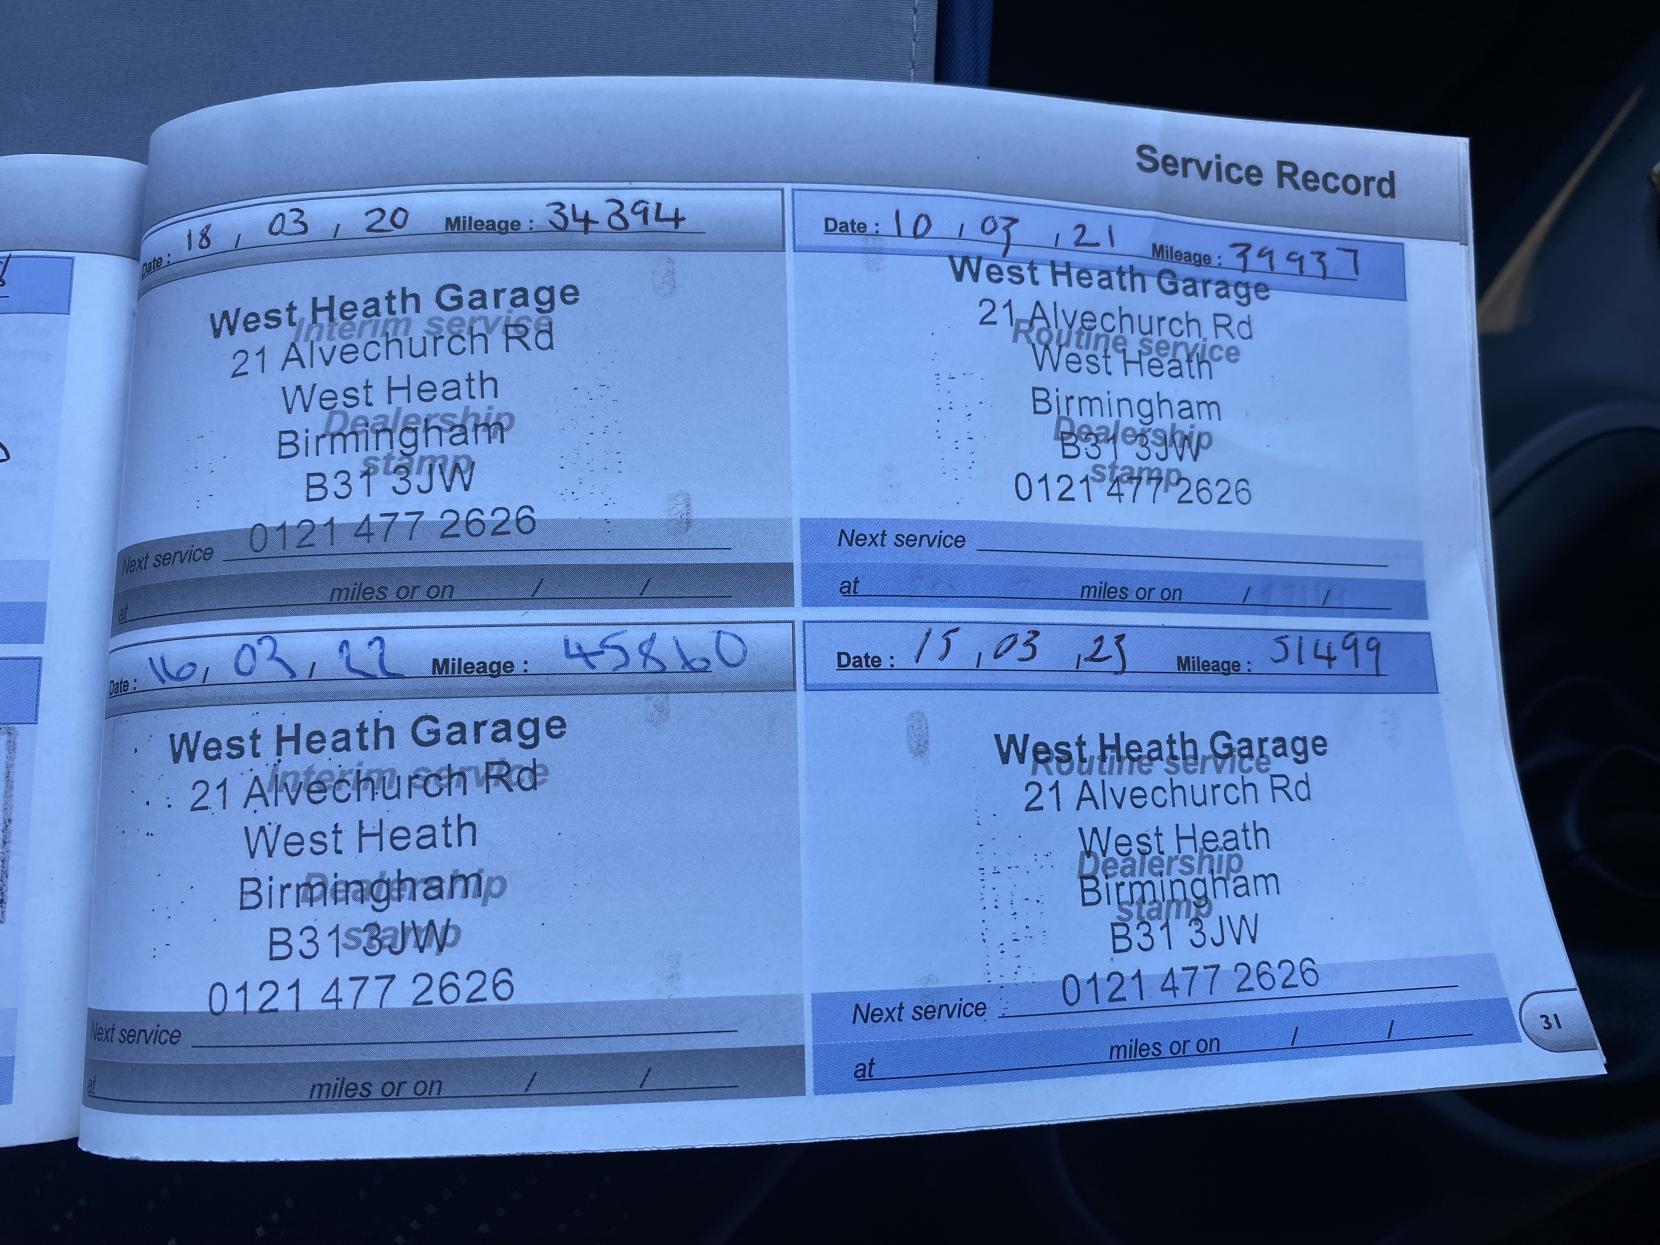 Service Record
Date : 18 , 03 , 20 Mileage : 34394
West Heath Garage
Interim service
21 Alvechurch Rd
West Heath
Dealership
Birmingham
stamp
B31 3JW
0121 477 2626
Next service
at miles or on / /
Date : 10 , 03 , 21 Mileage : 39937
West Heath Garage
21 Alvechurch Rd
Routine service
West Heath
Birmingham
Dealership
B31 3JW
stamp
0121 477 2626
Next service
at miles or on / /
Date : 16 , 03 , 22 Mileage : 45860
West Heath Garage
Interim service
21 Alvechurch Rd
West Heath
Birmingham
Dealership
B31 3JW
stamp
0121 477 2626
Next service
at miles or on / /
Date : 15 , 03 , 23 Mileage : 51499
West Heath Garage
Routine service
21 Alvechurch Rd
West Heath
Dealership
Birmingham
stamp
B31 3JW
0121 477 2626
Next service
at miles or on / /
31